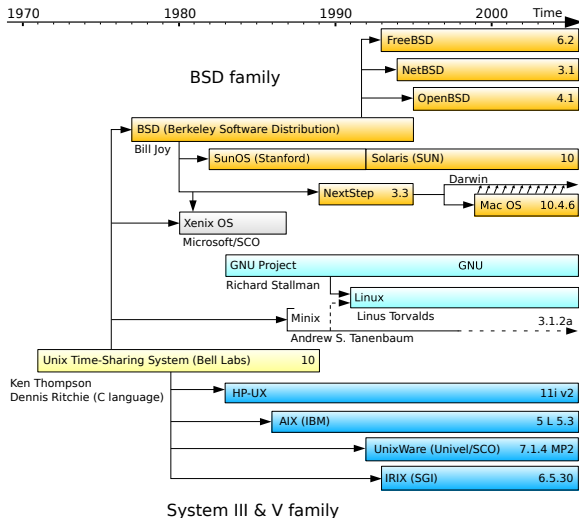 1970 1980 1990 2000 Time
FreeBSD 6.2
BSD family
NetBSD 3.1
OpenBSD 4.1
BSD (Berkeley Software Distribution)
Bill Joy
SunOS (Stanford) Solaris (SUN) 10
Darwin
NextStep 3.3
Mac OS 10.4.6
Xenix OS
Microsoft/SCO
GNU Project GNU
Richard Stallman
Linux
Linus Torvalds
Minix 3.1.2a
Andrew S. Tanenbaum
Unix Time-Sharing System (Bell Labs) 10
Ken Thompson
Dennis Ritchie (C language)
HP-UX 11i v2
AIX (IBM) 5 L 5.3
UnixWare (Univel/SCO) 7.1.4 MP2
IRIX (SGI) 6.5.30
System III & V family